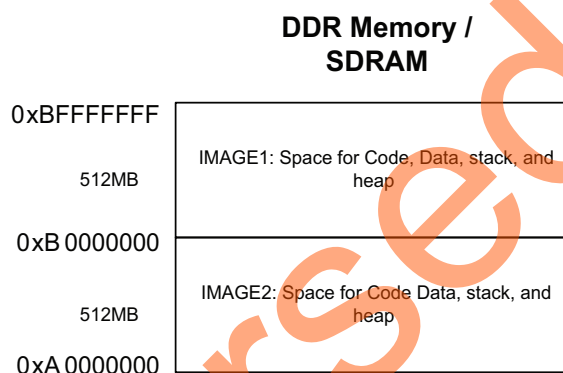 DDR Memory /
SDRAM
0xBFFFFFFF
IMAGE1: Space for Code, Data, stack, and
heap
512MB
0xB 0000000
IMAGE2: Space for Code Data, stack, and
heap
512MB
0xA 0000000